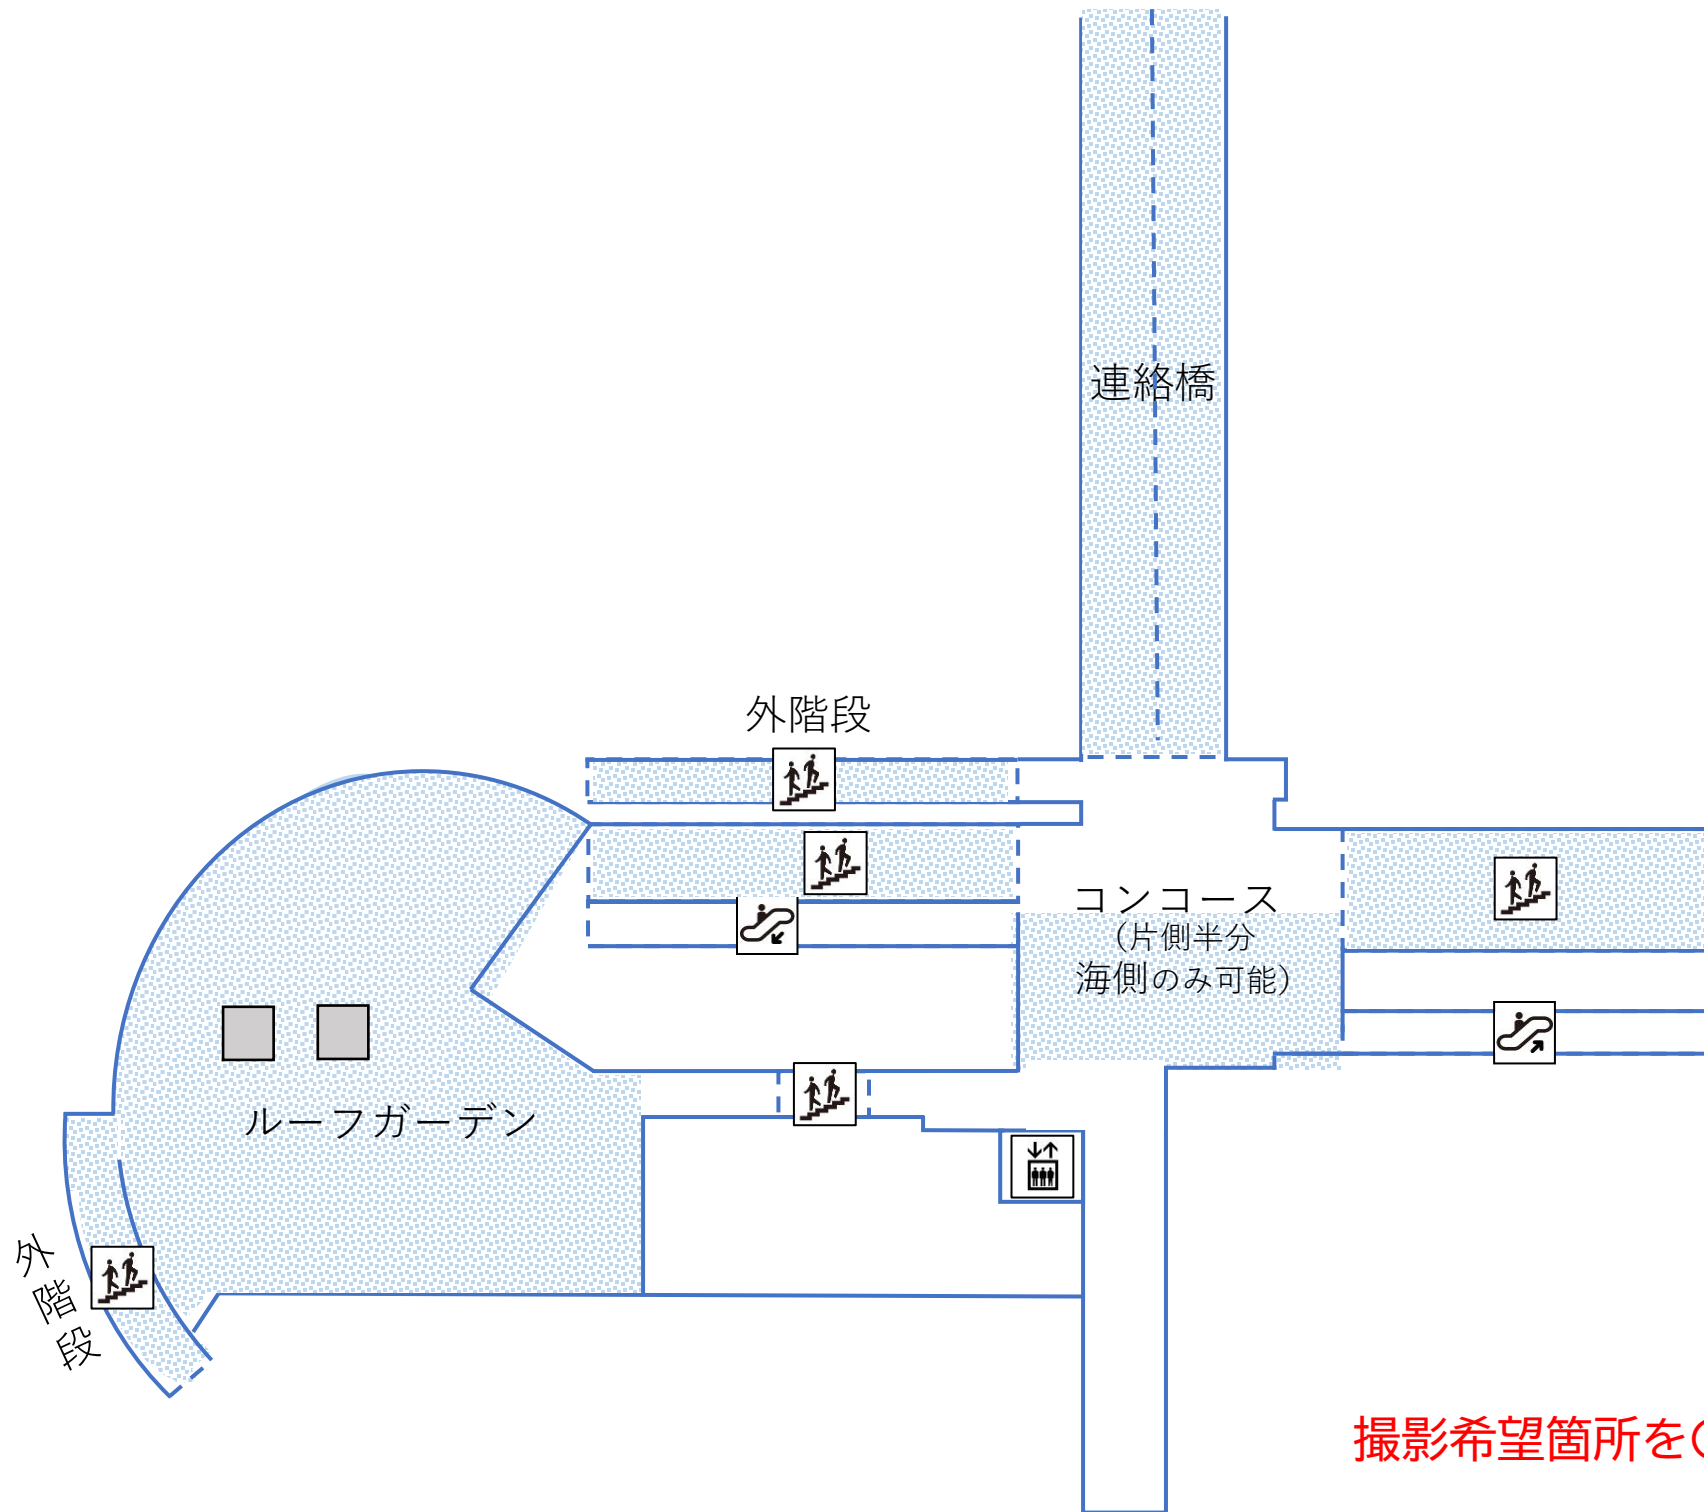 連絡橋
外階段
コンコース
（片側半分
海側のみ可能）
ルーフガーデン
外階段
撮影希望箇所を